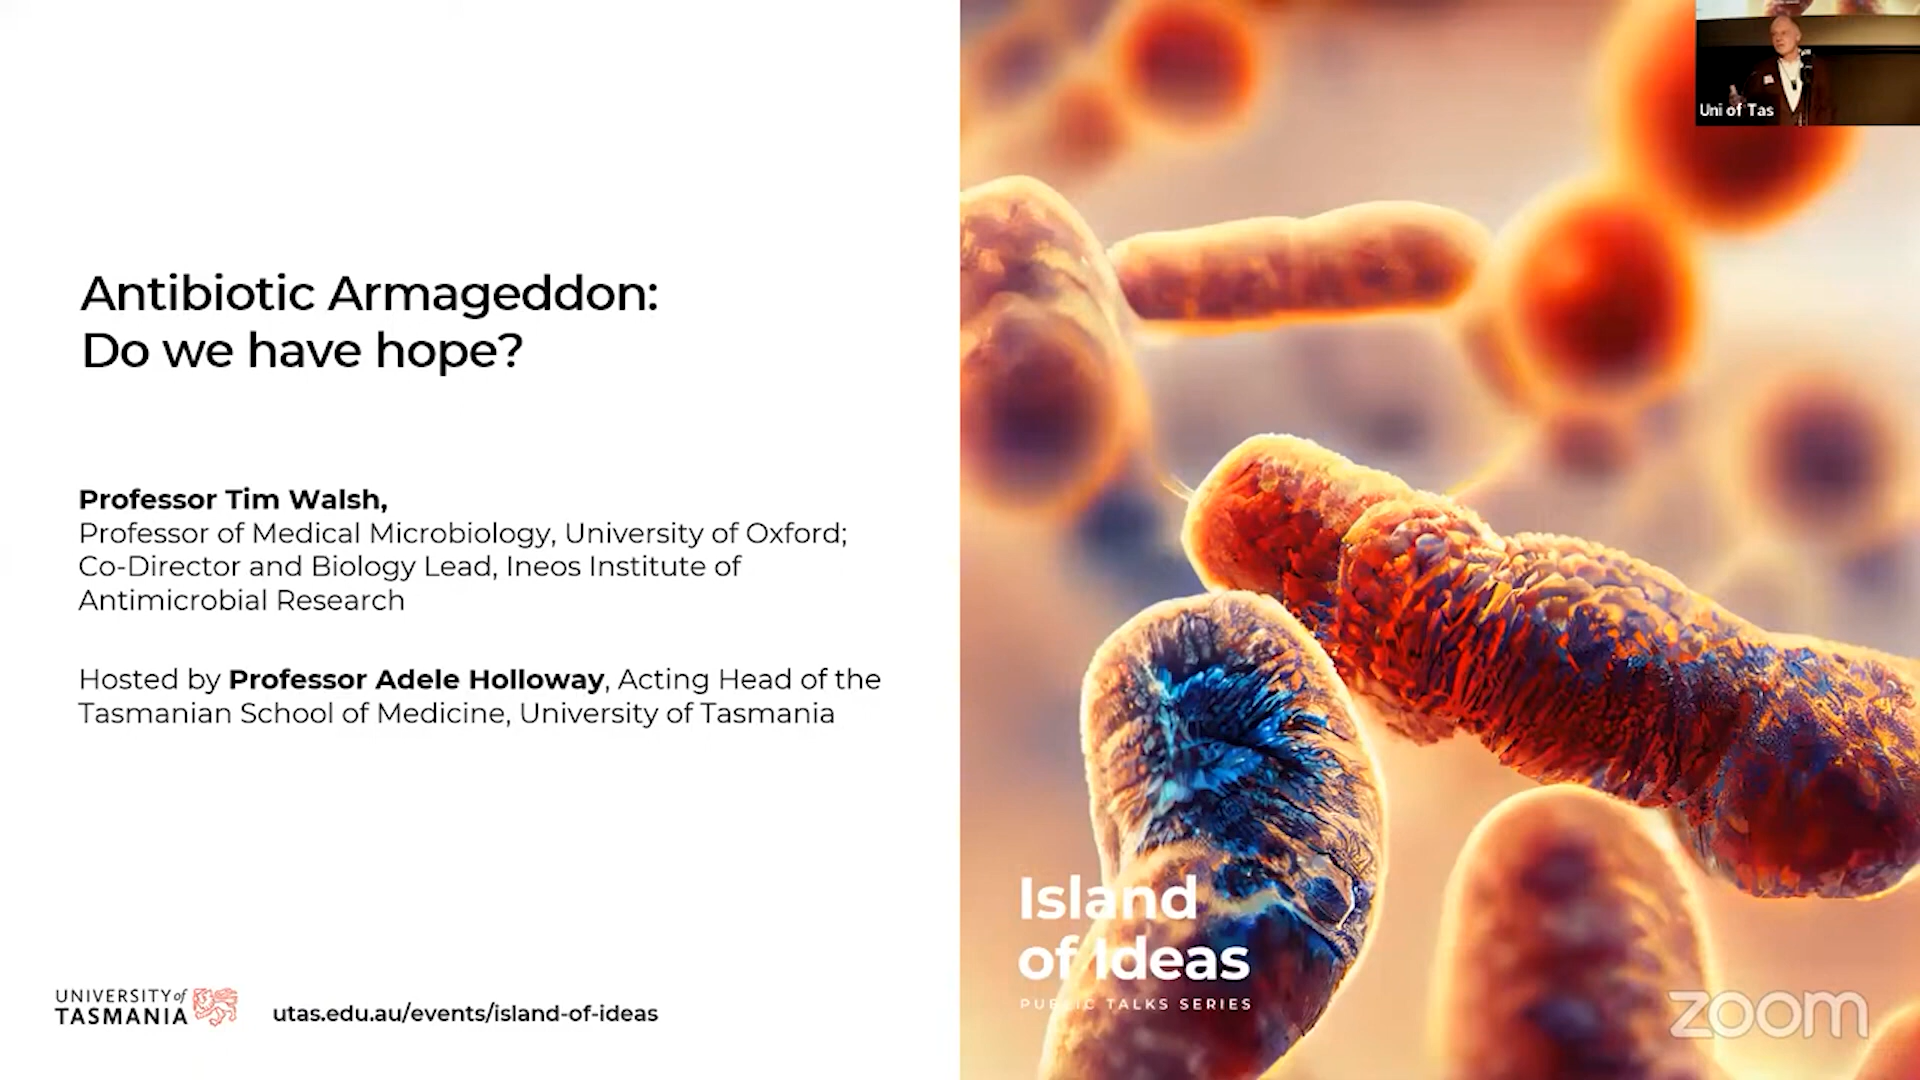 Antibiotic Armageddon:
Do we have hope?
Professor Tim Walsh,
Professor of Medical Microbiology, University of Oxford;
Co-Director and Biology Lead, Ineos Institute of
Antimicrobial Research
Hosted by Professor Adele Holloway, Acting Head of the
Tasmanian School of Medicine, University of Tasmania
UNIVERSITY of
TASMANIA
utas.edu.au/events/island-of-ideas
Uni of Tas
Island
of Ideas
PUBLIC TALKS SERIES
zoom